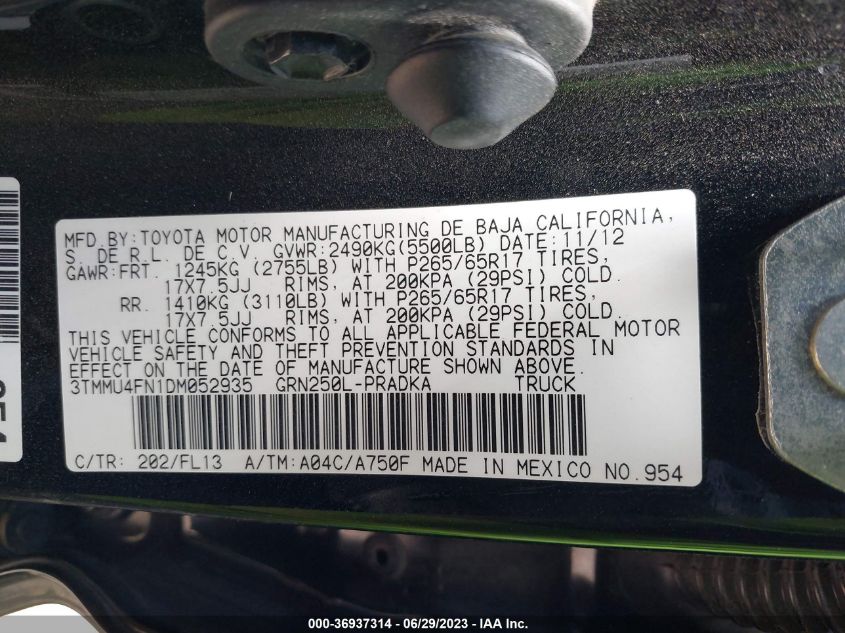 MFD.BY:TOYOTA MOTOR MANUFACTURING DE BAJA CALIFORNIA,
S. DE R.L. DE C.V. GVWR:2490KG(5500LB) DATE:11/12
GAWR:FRT. 1245KG (2755LB) WITH P265/65R17 TIRES,
17X7.5JJ RIMS, AT 200KPA (29PSI) COLD.
RR. 1410KG (3110LB) WITH P265/65R17 TIRES,
17X7.5JJ RIMS, AT 200KPA (29PSI) COLD.
THIS VEHICLE CONFORMS TO ALL APPLICABLE FEDERAL MOTOR
VEHICLE SAFETY AND THEFT PREVENTION STANDARDS IN
EFFECT ON THE DATE OF MANUFACTURE SHOWN ABOVE.
3TMMU4FN1DM052935 GRN250L-PRADKA TRUCK
C/TR: 202/FL13 A/TM:A04C/A750F MADE IN MEXICO NO.954
000-36937314 - 06/29/2023 - IAA Inc.